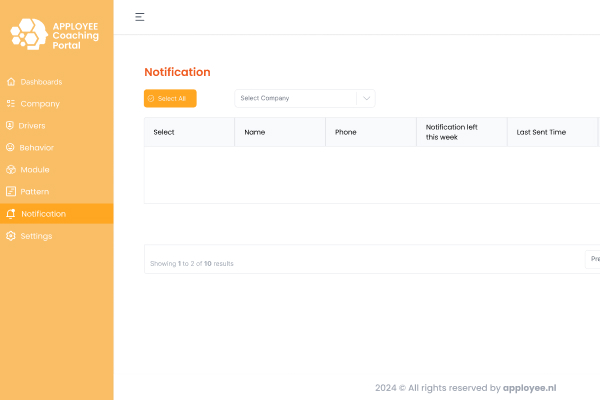 APPLOYEE
Coaching
Portal
Dashboards
Company
Drivers
Behavior
Module
Pattern
Notification
Settings
Notification
Select All
Select Company
Select
Name
Phone
Notification left
this week
Last Sent Time
Showing 1 to 2 of 10 results
Pre
2024 © All rights reserved by apployee.nl